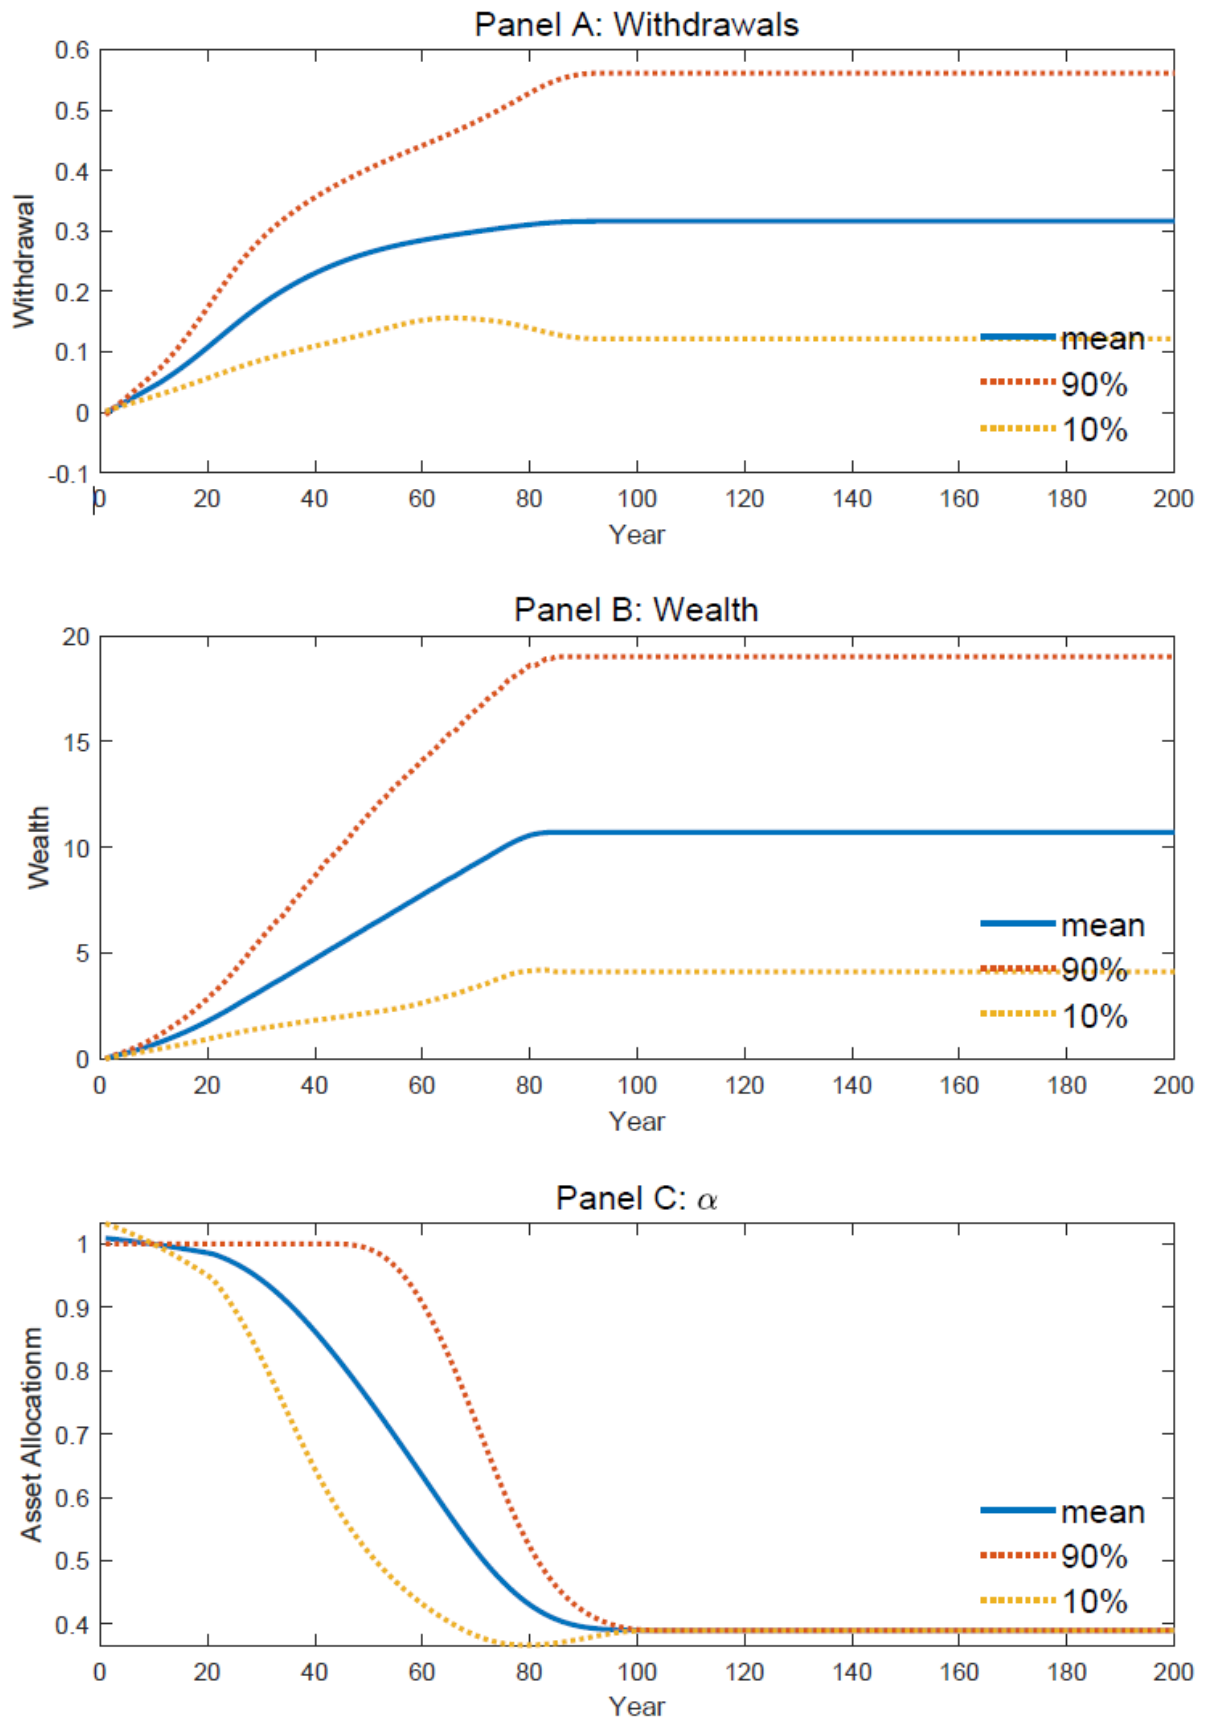 Panel A: Withdrawals
0.6
0.5
0.4
0.3
0.2
0.1
0
-0.1
Withdrawal
mean
90%
10%
0 20 40 60 80 100 120 140 160 180 200
Year
Panel B: Wealth
20
15
10
5
0
Wealth
mean
90%
10%
0 20 40 60 80 100 120 140 160 180 200
Year
Panel C: α
1
0.9
0.8
0.7
0.6
0.5
0.4
Asset Allocationm
mean
90%
10%
0 20 40 60 80 100 120 140 160 180 200
Year